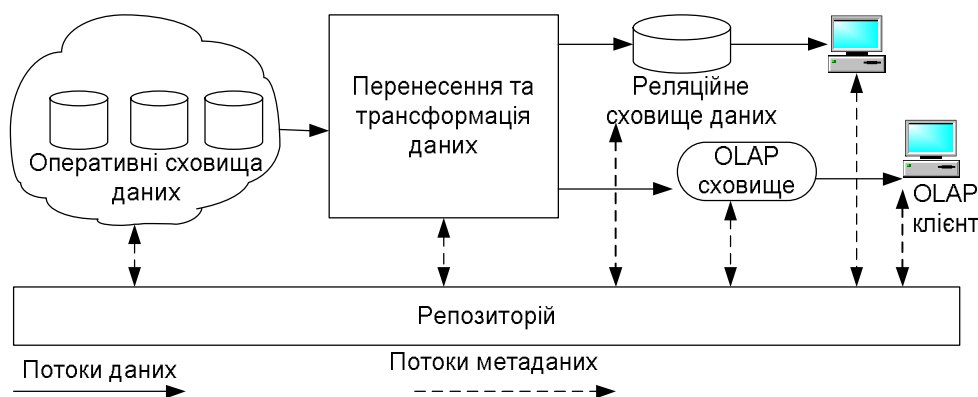 Оперативні сховища
даних
Перенесення та
трансформація
даних
Реляційне
сховище даних
OLAP
сховище
OLAP
клієнт
Репозиторій
Потоки даних
Потоки метаданих